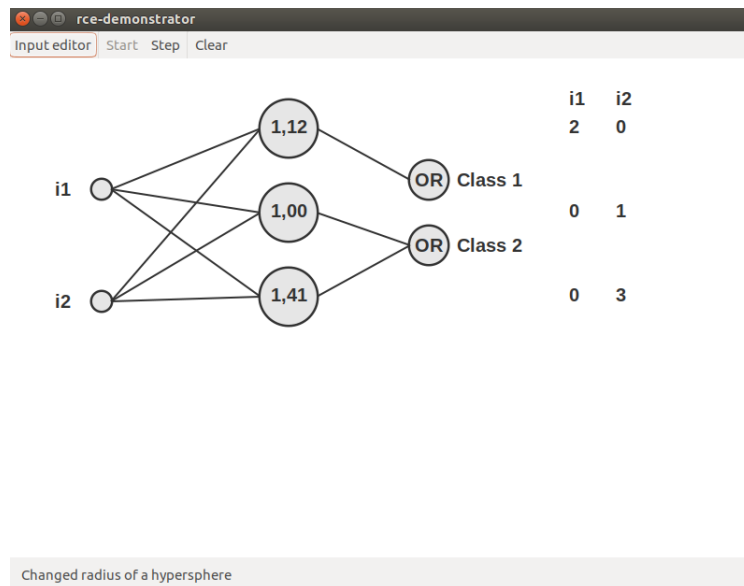 rce-demonstrator
Input editor Start Step Clear
i1 i2
1,12 2 0
OR Class 1
i1
1,00 0 1
OR Class 2
i2 1,41 0 3
Changed radius of a hypersphere